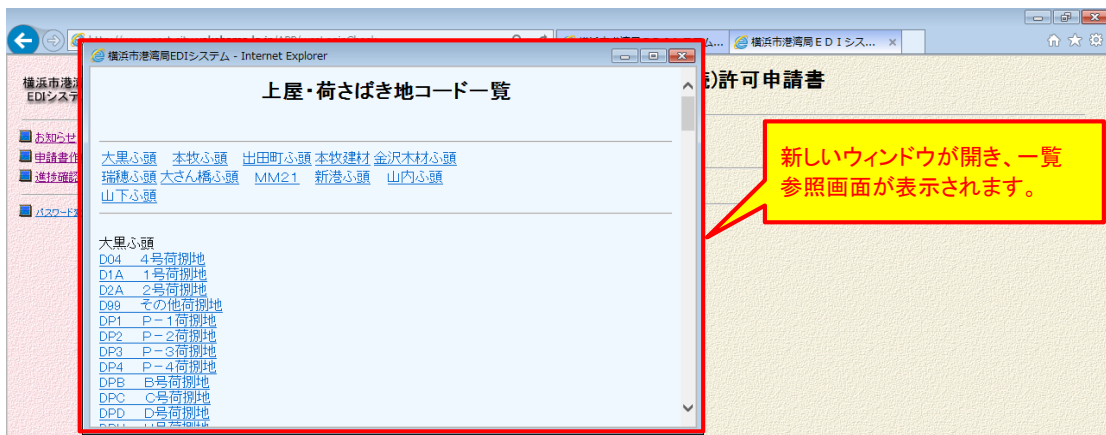 横浜市港湾局EDIシステム - Internet Explorer
横浜市港湾局ＥＤＩシス...
横浜市港
EDIシステ
許可申請書
お知らせ
申請書作
進捗確認
パスワードを
上屋・荷さばき地コード一覧
大黒ふ頭 本牧ふ頭 出田町ふ頭 本牧建材 金沢木材ふ頭
瑞穂ふ頭 大さん橋ふ頭 ＭＭ２１ 新港ふ頭 山内ふ頭
山下ふ頭
大黒ふ頭
D04 ４号荷捌地
D1A １号荷捌地
D2A ２号荷捌地
D99 その他荷捌地
DP1 Ｐ－１荷捌地
DP2 Ｐ－２荷捌地
DP3 Ｐ－３荷捌地
DP4 Ｐ－４荷捌地
DPB Ｂ号荷捌地
DPC Ｃ号荷捌地
DPD Ｄ号荷捌地
新しいウィンドウが開き、一覧
参照画面が表示されます。